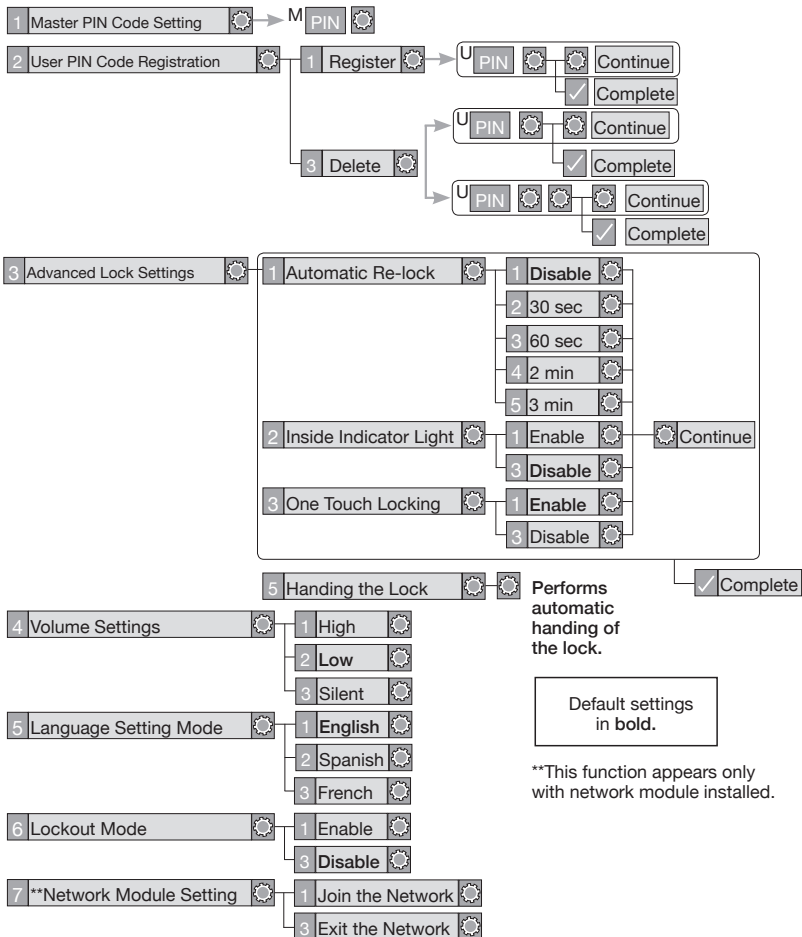 1 Master PIN Code Setting M PIN
2 User PIN Code Registration 1 Register U PIN Continue
Complete
U PIN Continue
3 Delete Complete
U PIN Continue
Complete
3 Advanced Lock Settings 1 Automatic Re-lock 1 Disable
2 30 sec
3 60 sec
4 2 min
5 3 min
2 Inside Indicator Light 1 Enable Continue
3 Disable
3 One Touch Locking 1 Enable
3 Disable
5 Handing the Lock Performs
automatic
handing of
the lock.
Complete
4 Volume Settings 1 High
2 Low
3 Silent
Default settings
in bold.
5 Language Setting Mode 1 English
2 Spanish
3 French
**This function appears only
with network module installed.
6 Lockout Mode 1 Enable
3 Disable
7 **Network Module Setting 1 Join the Network
3 Exit the Network